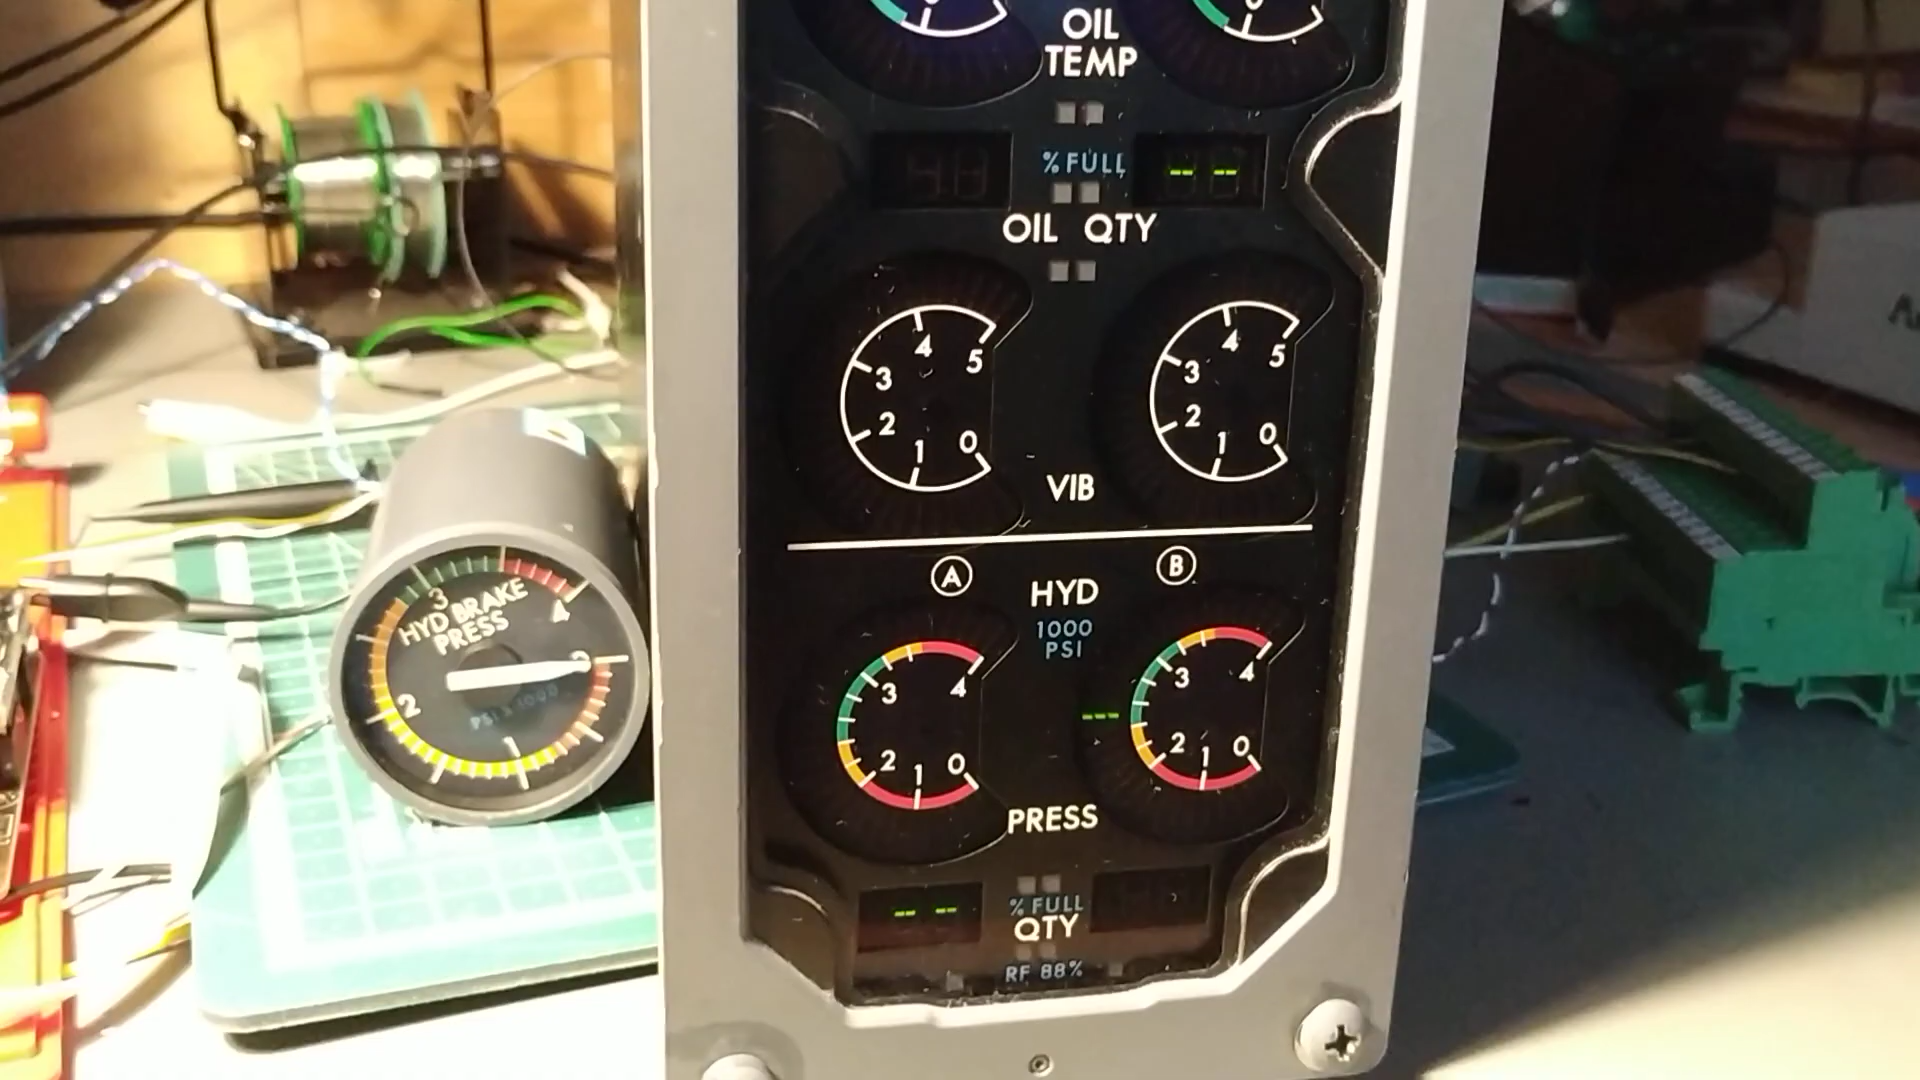 OIL
TEMP
% FULL
-- --
OIL QTY
4 5
3
2
1 0
4 5
3
2
1 0
VIB
A B
HYD
1000
PSI
3 4
2 1 0
3 4
2 1 0
---
PRESS
-- --
% FULL
QTY
RF 88%
3
4
HYD BRAKE
PRESS
2
PSI x 1000